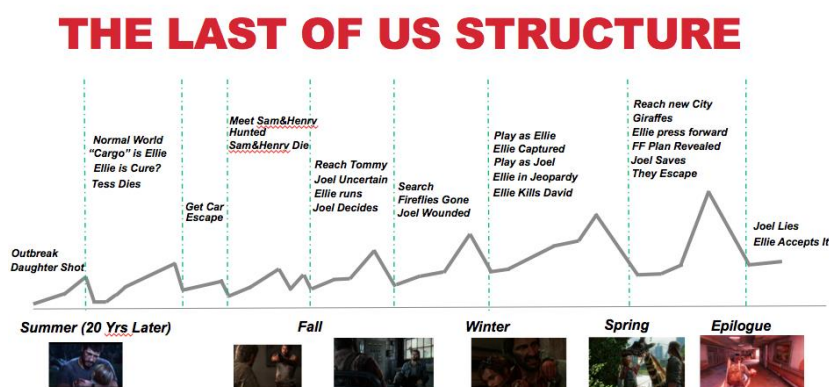 THE LAST OF US STRUCTURE
Outbreak
Daughter Shot
Normal World
“Cargo” is Ellie
Ellie is Cure?
Tess Dies
Get Car
Escape
Meet Sam&Henry
Hunted
Sam&Henry Die
Reach Tommy
Joel Uncertain
Ellie runs
Joel Decides
Search
Fireflies Gone
Joel Wounded
Play as Ellie
Ellie Captured
Play as Joel
Ellie in Jeopardy
Ellie Kills David
Reach new City
Giraffes
Ellie press forward
FF Plan Revealed
Joel Saves
They Escape
Joel Lies
Ellie Accepts It
Summer (20 Yrs Later)
Fall
Winter
Spring
Epilogue